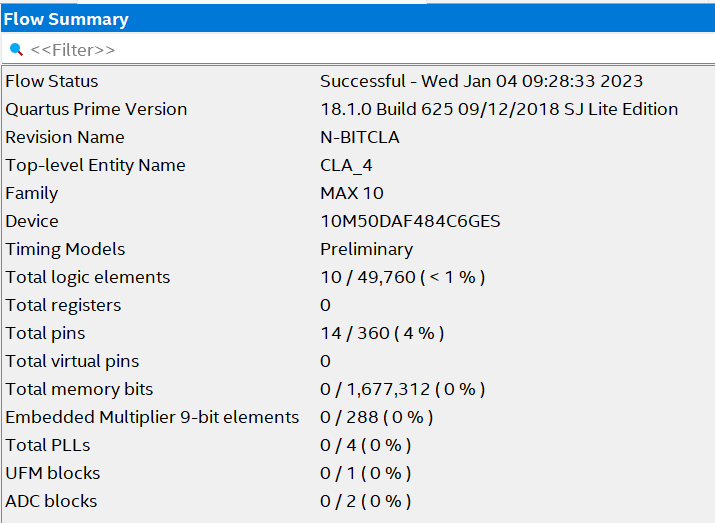 Flow Summary
<<Filter>>
Flow Status Successful - Wed Jan 04 09:28:33 2023
Quartus Prime Version 18.1.0 Build 625 09/12/2018 SJ Lite Edition
Revision Name N-BITCLA
Top-level Entity Name CLA_4
Family MAX 10
Device 10M50DAF484C6GES
Timing Models Preliminary
Total logic elements 10 / 49,760 ( < 1 % )
Total registers 0
Total pins 14 / 360 ( 4 % )
Total virtual pins 0
Total memory bits 0 / 1,677,312 ( 0 % )
Embedded Multiplier 9-bit elements 0 / 288 ( 0 % )
Total PLLs 0 / 4 ( 0 % )
UFM blocks 0 / 1 ( 0 % )
ADC blocks 0 / 2 ( 0 % )